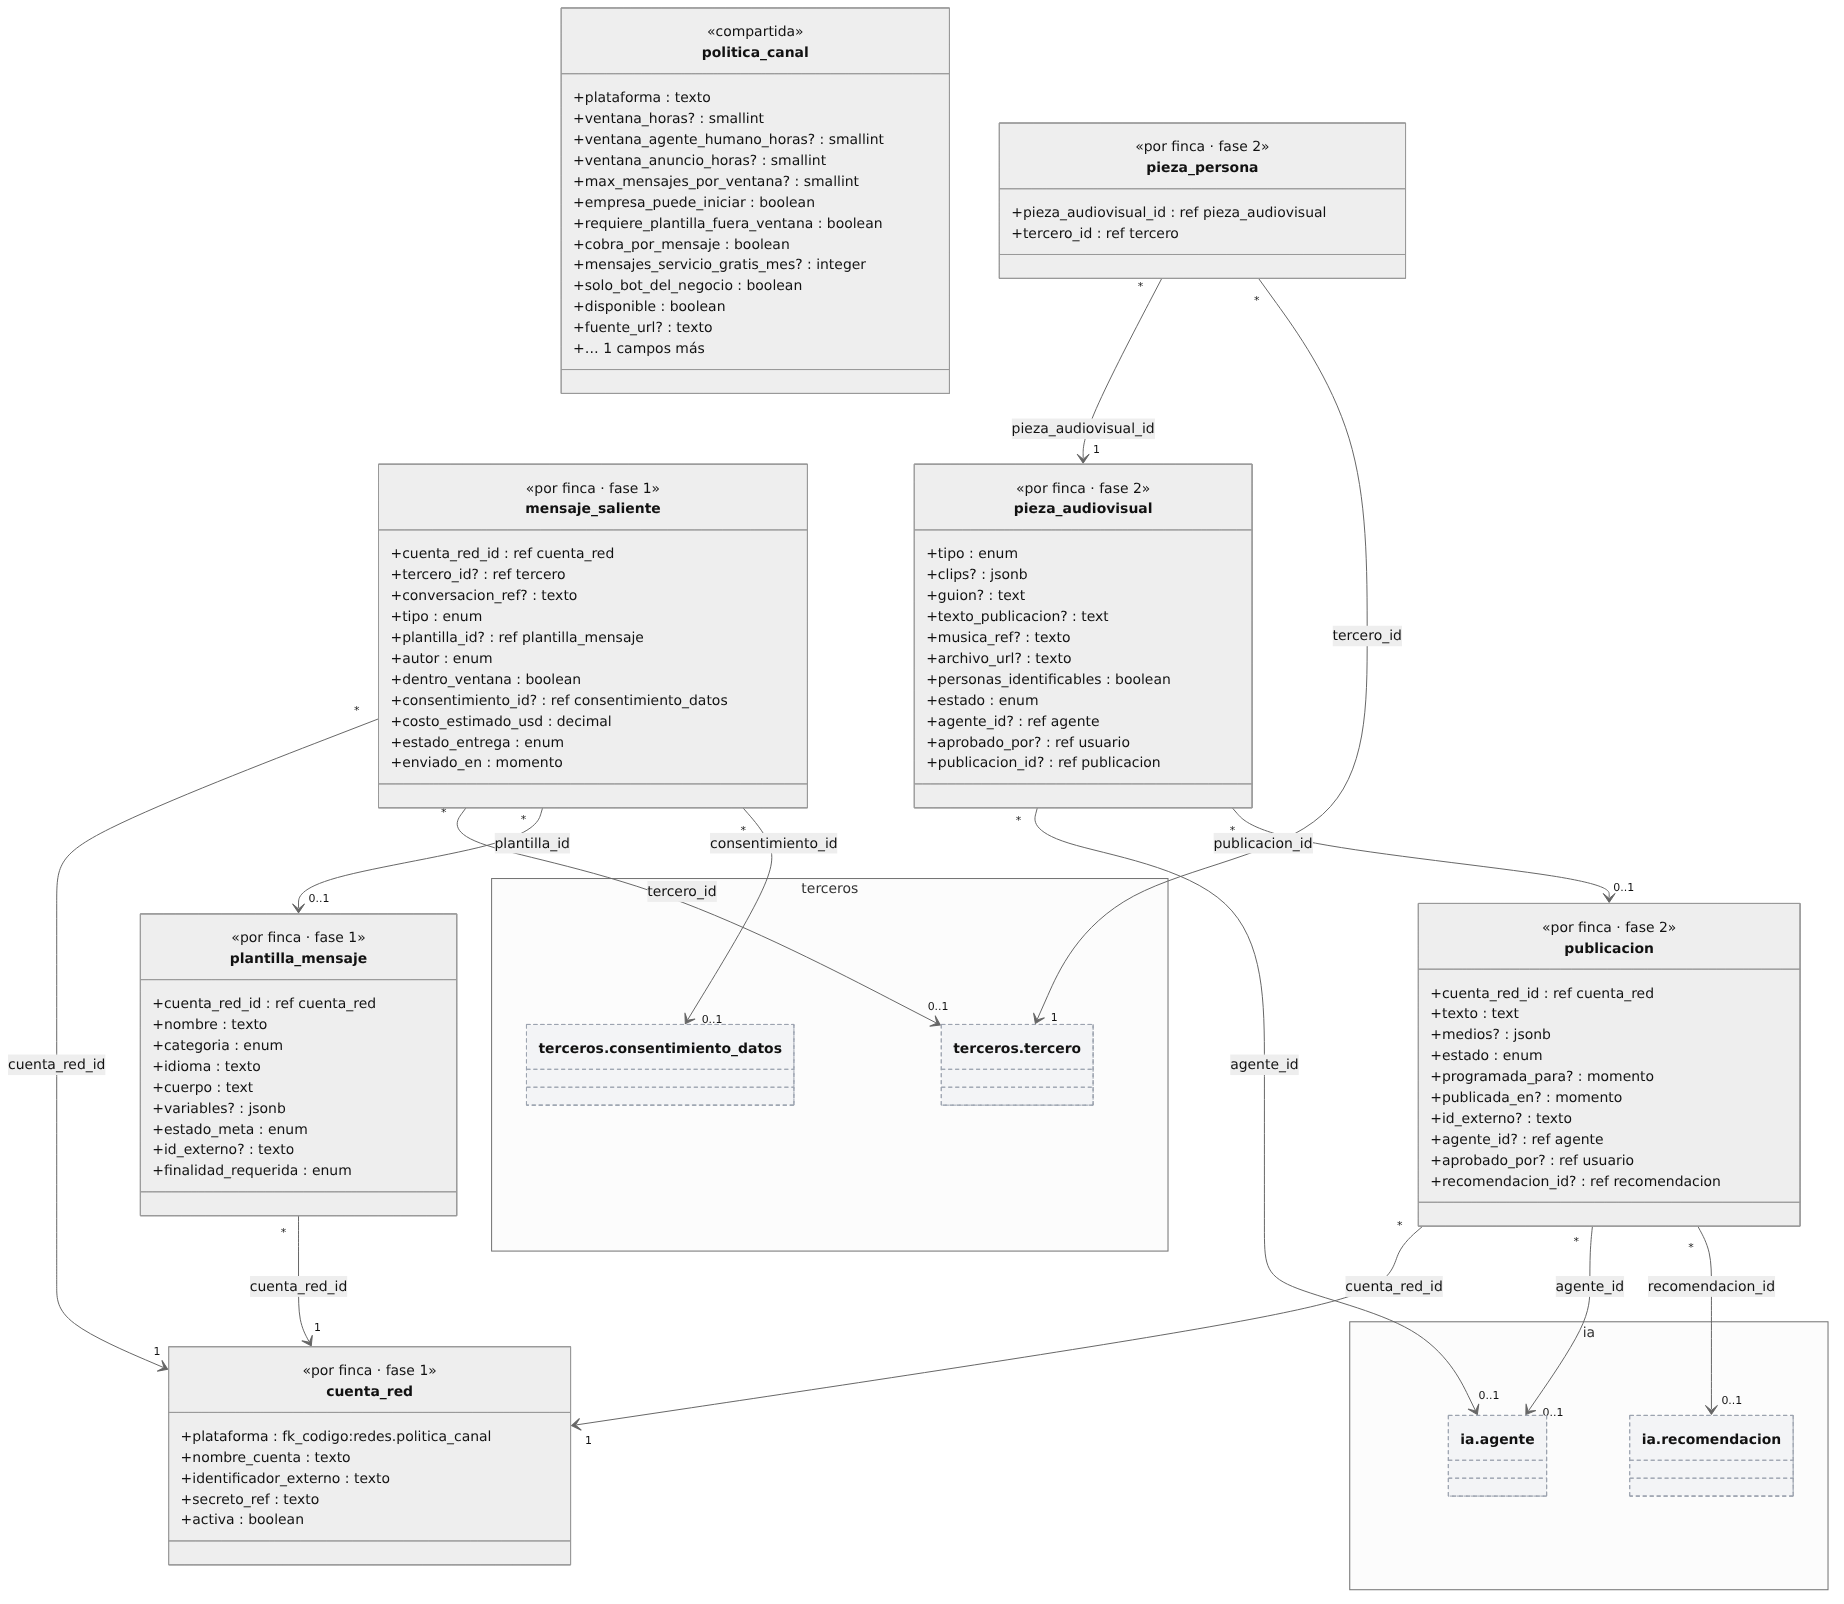 «compartida»
politica_canal
+plataforma : texto
+ventana_horas? : smallint
+ventana_agente_humano_horas? : smallint
+ventana_anuncio_horas? : smallint
+max_mensajes_por_ventana? : smallint
+empresa_puede_iniciar : boolean
+requiere_plantilla_fuera_ventana : boolean
+cobra_por_mensaje : boolean
+mensajes_servicio_gratis_mes? : integer
+solo_bot_del_negocio : boolean
+disponible : boolean
+fuente_url? : texto
+... 1 campos más
«por finca · fase 2»
pieza_persona
+pieza_audiovisual_id : ref pieza_audiovisual
+tercero_id : ref tercero
*
*
pieza_audiovisual_id
1
tercero_id
«por finca · fase 1»
mensaje_saliente
+cuenta_red_id : ref cuenta_red
+tercero_id? : ref tercero
+conversacion_ref? : texto
+tipo : enum
+plantilla_id? : ref plantilla_mensaje
+autor : enum
+dentro_ventana : boolean
+consentimiento_id? : ref consentimiento_datos
+costo_estimado_usd : decimal
+estado_entrega : enum
+enviado_en : momento
«por finca · fase 2»
pieza_audiovisual
+tipo : enum
+clips? : jsonb
+guion? : text
+texto_publicacion? : text
+musica_ref? : texto
+archivo_url? : texto
+personas_identificables : boolean
+estado : enum
+agente_id? : ref agente
+aprobado_por? : ref usuario
+publicacion_id? : ref publicacion
*
*
*
*
*
*
plantilla_id
consentimiento_id
publicacion_id
0..1
tercero_id
terceros
0..1
«por finca · fase 1»
plantilla_mensaje
+cuenta_red_id : ref cuenta_red
+nombre : texto
+categoria : enum
+idioma : texto
+cuerpo : text
+variables? : jsonb
+estado_meta : enum
+id_externo? : texto
+finalidad_requerida : enum
0..1
0..1
1
terceros.consentimiento_datos
terceros.tercero
«por finca · fase 2»
publicacion
+cuenta_red_id : ref cuenta_red
+texto : text
+medios? : jsonb
+estado : enum
+programada_para? : momento
+publicada_en? : momento
+id_externo? : texto
+agente_id? : ref agente
+aprobado_por? : ref usuario
+recomendacion_id? : ref recomendacion
cuenta_red_id
agente_id
*
*
*
*
cuenta_red_id
cuenta_red_id
agente_id
recomendacion_id
1
1
ia
«por finca · fase 1»
cuenta_red
+plataforma : fk_codigo:redes.politica_canal
+nombre_cuenta : texto
+identificador_externo : texto
+secreto_ref : texto
+activa : boolean
1
0..1
0..1
0..1
ia.agente
ia.recomendacion